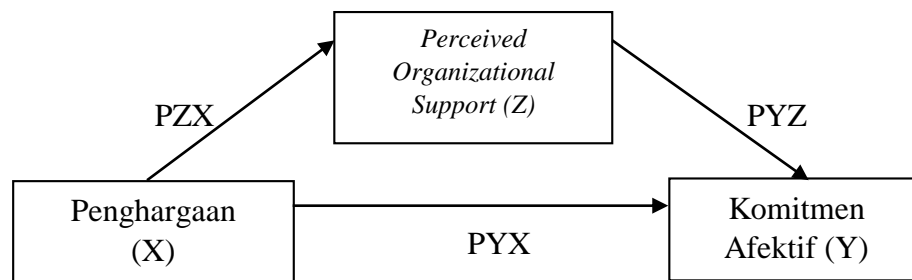 Perceived
Organizational
Support (Z)
PZX
PYZ
Penghargaan
(X)
Komitmen
Afektif (Y)
PYX